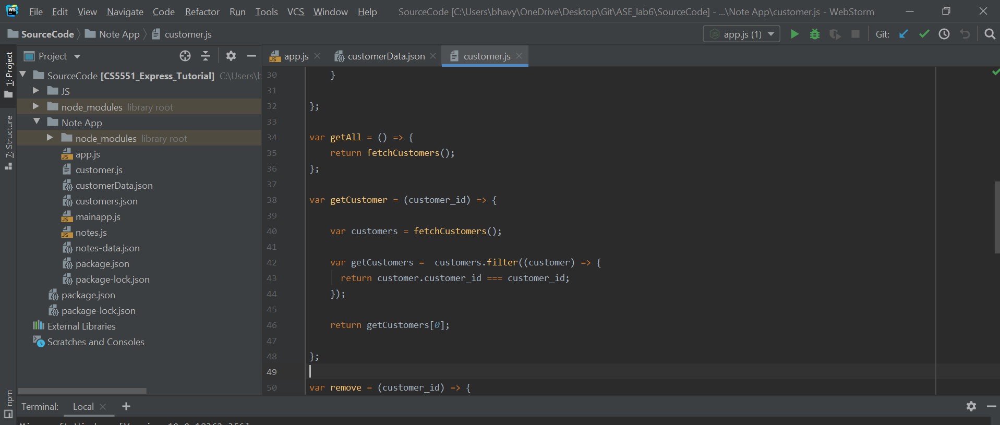 WS File Edit View Navigate Code Refactor Run Tools VCS Window Help SourceCode [C:\Users\bhavy\OneDrive\Desktop\Git\ASE_lab6\SourceCode] - ...\Note App\customer.js - WebStorm
SourceCode Note App customer.js app.js (1) Git:
1: Project
7: Structure
npm
Project
SourceCode [CS5551_Express_Tutorial] C:\Users\b
JS
node_modules library root
Note App
node_modules library root
app.js
customer.js
customerData.json
customers.json
mainapp.js
notes.js
notes-data.json
package.json
package-lock.json
package.json
package-lock.json
External Libraries
Scratches and Consoles
app.js customerData.json customer.js
30 }
31
32 };
33
34 var getAll = () => {
35 return fetchCustomers();
36 };
37
38 var getCustomer = (customer_id) => {
39
40 var customers = fetchCustomers();
41
42 var getCustomers =  customers.filter((customer) => {
43 return customer.customer_id === customer_id;
44 });
45
46 return getCustomers[0];
47
48 };
49
50 var remove = (customer_id) => {
Terminal: Local +